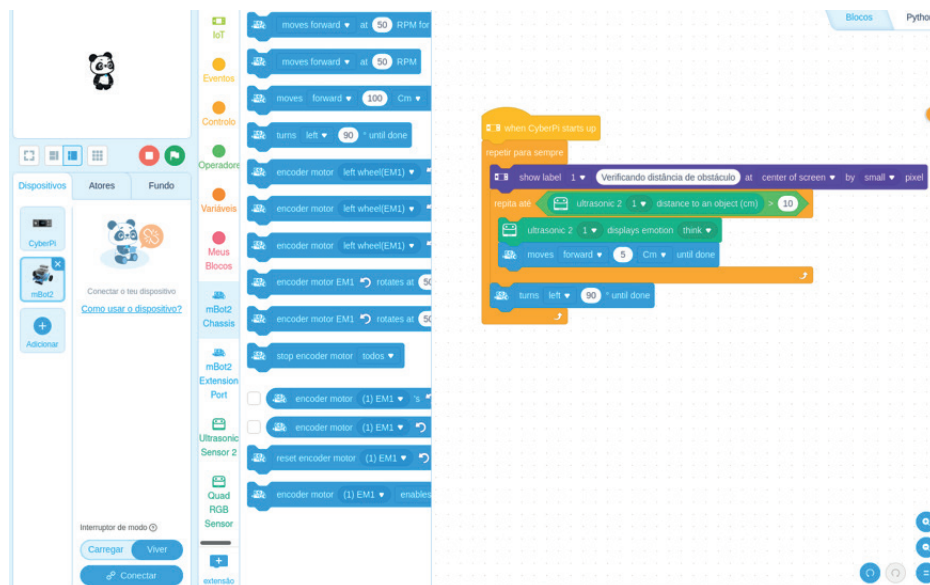 Blocos
Pytho
IoT
Eventos
Controlo
Operadore
Variáveis
Meus
Blocos
mBot2
Chassis
mBot2
Extension
Port
Ultrasonic
Sensor 2
Quad
RGB
Sensor
extensão
moves forward at 50 RPM for
moves forward at 50 RPM
moves forward 100 Cm
turns left 90 ° until done
encoder motor left wheel(EM1)
encoder motor left wheel(EM1)
encoder motor left wheel(EM1)
encoder motor EM1 rotates at 50
encoder motor EM1 rotates at 50
stop encoder motor todos
encoder motor (1) EM1 's
encoder motor (1) EM1
reset encoder motor (1) EM1
encoder motor (1) EM1 enables
when CyberPi starts up
repetir para sempre
show label 1 Verificando distância de obstáculo at center of screen by small pixel
repita até ultrasonic 2 1 distance to an object (cm) > 10
ultrasonic 2 1 displays emotion think
moves forward 5 Cm until done
turns left 90 ° until done
Dispositivos
Atores
Fundo
CyberPi
mBot2
Adicionar
Conectar o teu dispositivo
Como usar o dispositivo?
Interruptor de modo
Carregar
Viver
Conectar